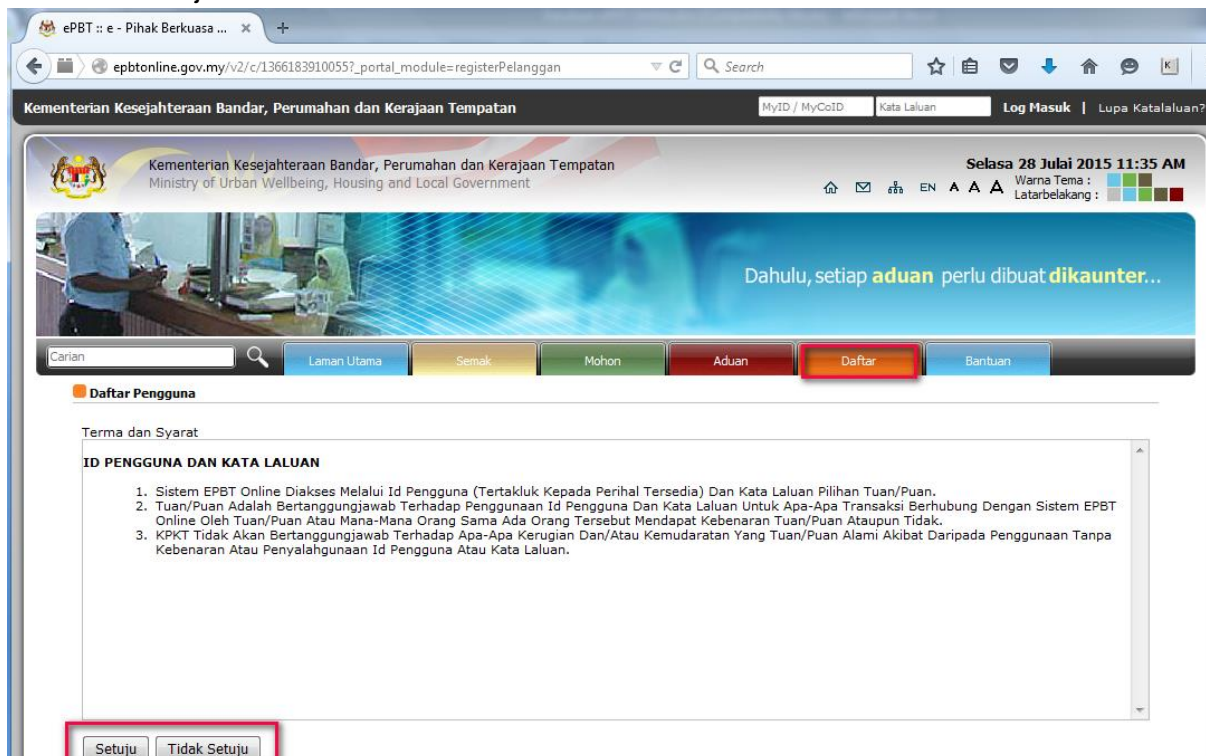 ePBT :: e - Pihak Berkuasa ...
epbtonline.gov.my/v2/c/1366183910055?_portal_module=registerPelanggan
Search
Kementerian Kesejahteraan Bandar, Perumahan dan Kerajaan Tempatan
MyID / MyCoID
Kata Laluan
Log Masuk | Lupa Katalaluan?
Kementerian Kesejahteraan Bandar, Perumahan dan Kerajaan Tempatan
Ministry of Urban Wellbeing, Housing and Local Government
Selasa 28 Julai 2015 11:35 AM
EN A A A
Warna Tema :
Latarbelakang :
Dahulu, setiap aduan perlu dibuat dikaunter...
Carian
Laman Utama
Semak
Mohon
Aduan
Daftar
Bantuan
Daftar Pengguna
Terma dan Syarat
ID PENGGUNA DAN KATA LALUAN
1. Sistem EPBT Online Diakses Melalui Id Pengguna (Tertakluk Kepada Perihal Tersedia) Dan Kata Laluan Pilihan Tuan/Puan.
2. Tuan/Puan Adalah Bertanggungjawab Terhadap Penggunaan Id Pengguna Dan Kata Laluan Untuk Apa-Apa Transaksi Berhubung Dengan Sistem EPBT
Online Oleh Tuan/Puan Atau Mana-Mana Orang Sama Ada Orang Tersebut Mendapat Kebenaran Tuan/Puan Ataupun Tidak.
3. KPKT Tidak Akan Bertanggungjawab Terhadap Apa-Apa Kerugian Dan/Atau Kemudaratan Yang Tuan/Puan Alami Akibat Daripada Penggunaan Tanpa
Kebenaran Atau Penyalahgunaan Id Pengguna Atau Kata Laluan.
Setuju
Tidak Setuju